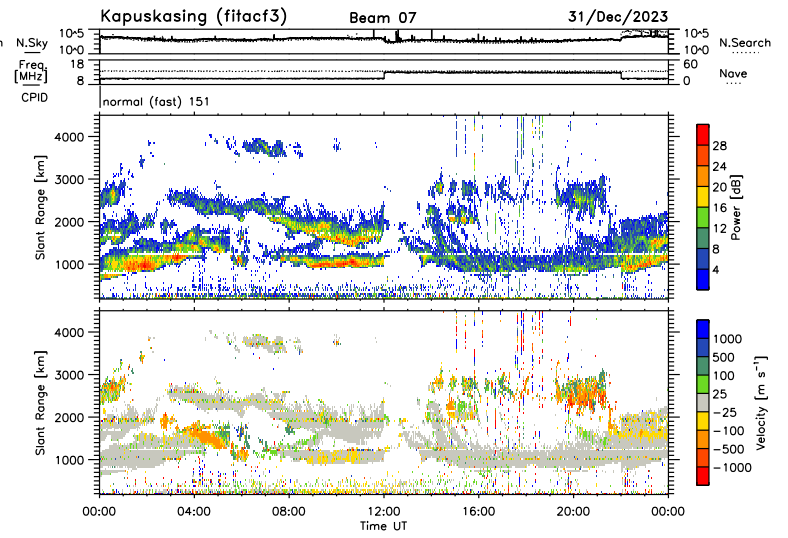 Kapuskasing (fitacf3) Beam 07 31/Dec/2023
N.Sky 10^5 10^0 10^5 10^0 N.Search
Freq. [MHz] 18 8 60 0 Nave
CPID normal (fast) 151
Slant Range [km]
4000
3000
2000
1000
28
24
20
16
12
8
4
Power [dB]
Slant Range [km]
4000
3000
2000
1000
1000
500
100
25
-25
-100
-500
-1000
Velocity [m s⁻¹]
00:00 04:00 08:00 12:00 16:00 20:00 00:00
Time UT